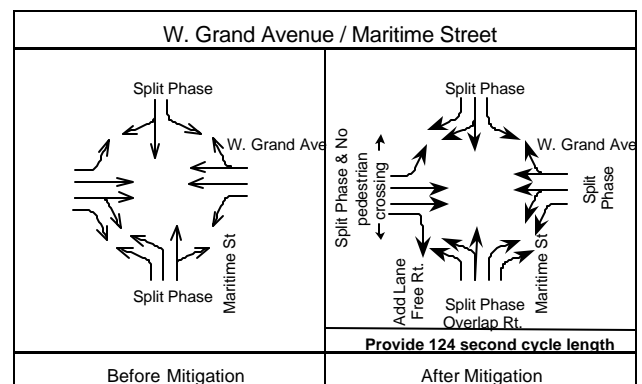 W. Grand Avenue / Maritime Street
Split Phase
W. Grand Ave
Maritime St
Split Phase
Before Mitigation
Split Phase
W. Grand Ave
Split Phase & No
pedestrian
crossing
Split
Phase
Add Lane
Free Rt.
Maritime St
Split Phase
Overlap Rt.
Provide 124 second cycle length
After Mitigation